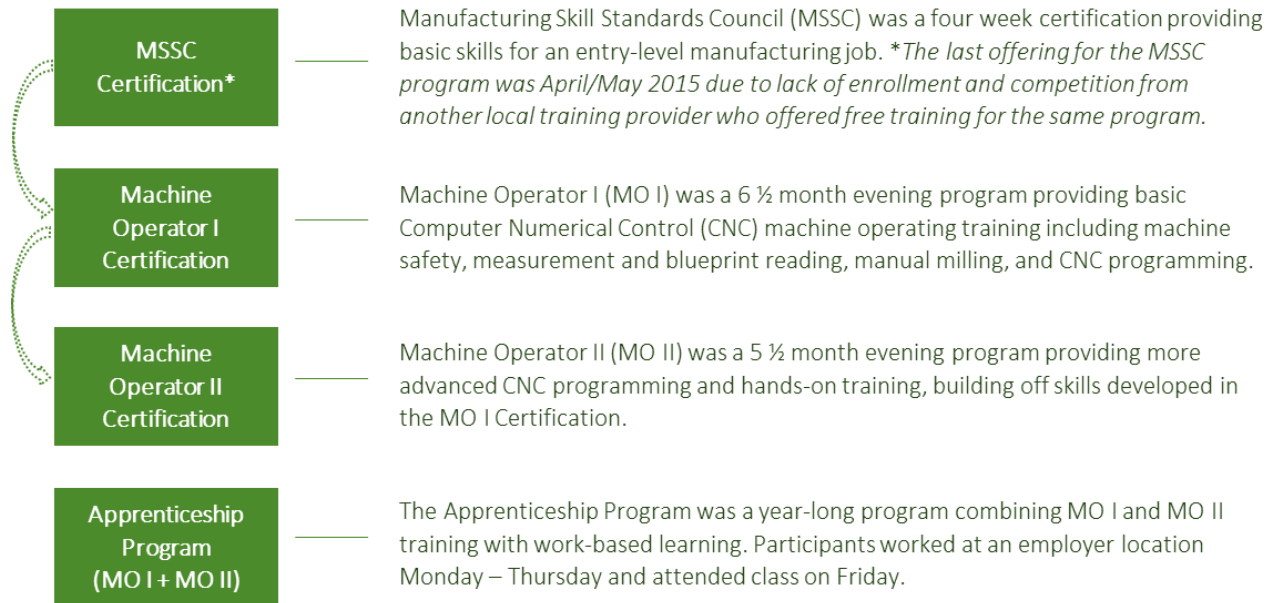 MSSC
Certification*
Manufacturing Skill Standards Council (MSSC) was a four week certification providing
basic skills for an entry-level manufacturing job. *The last offering for the MSSC
program was April/May 2015 due to lack of enrollment and competition from
another local training provider who offered free training for the same program.
Machine
Operator I
Certification
Machine Operator I (MO I) was a 6 ½ month evening program providing basic
Computer Numerical Control (CNC) machine operating training including machine
safety, measurement and blueprint reading, manual milling, and CNC programming.
Machine
Operator II
Certification
Machine Operator II (MO II) was a 5 ½ month evening program providing more
advanced CNC programming and hands-on training, building off skills developed in
the MO I Certification.
Apprenticeship
Program
(MO I + MO II)
The Apprenticeship Program was a year-long program combining MO I and MO II
training with work-based learning. Participants worked at an employer location
Monday – Thursday and attended class on Friday.